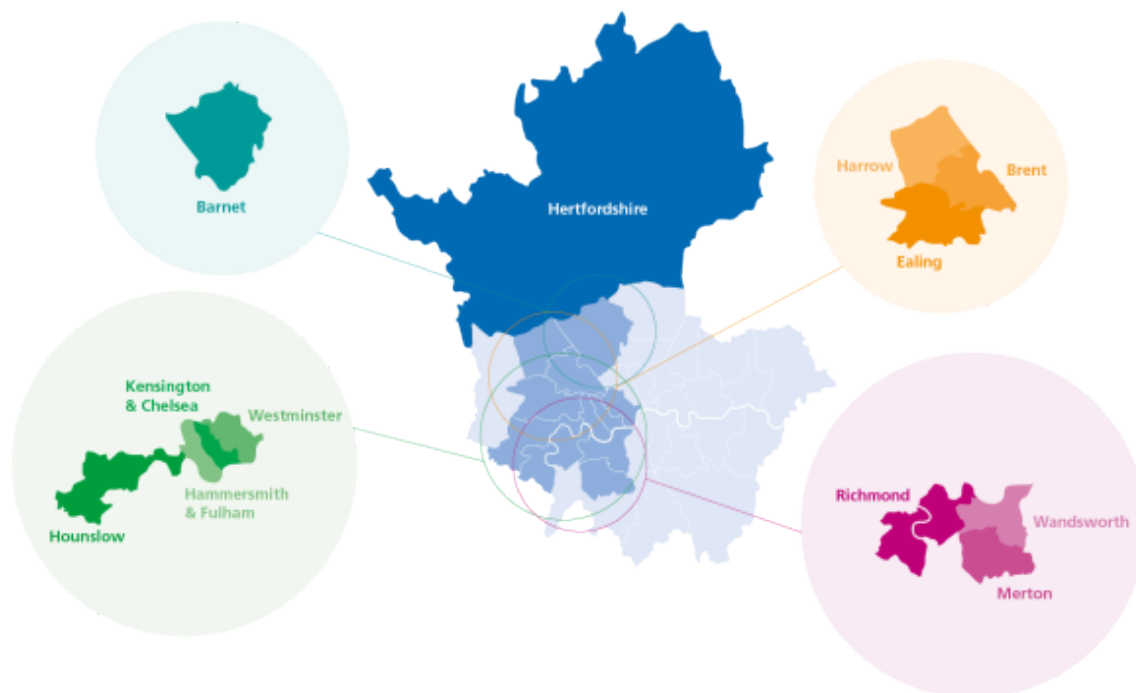 Barnet
Hertfordshire
Harrow
Brent
Ealing
Kensington
& Chelsea
Westminster
Hammersmith
& Fulham
Hounslow
Richmond
Wandsworth
Merton